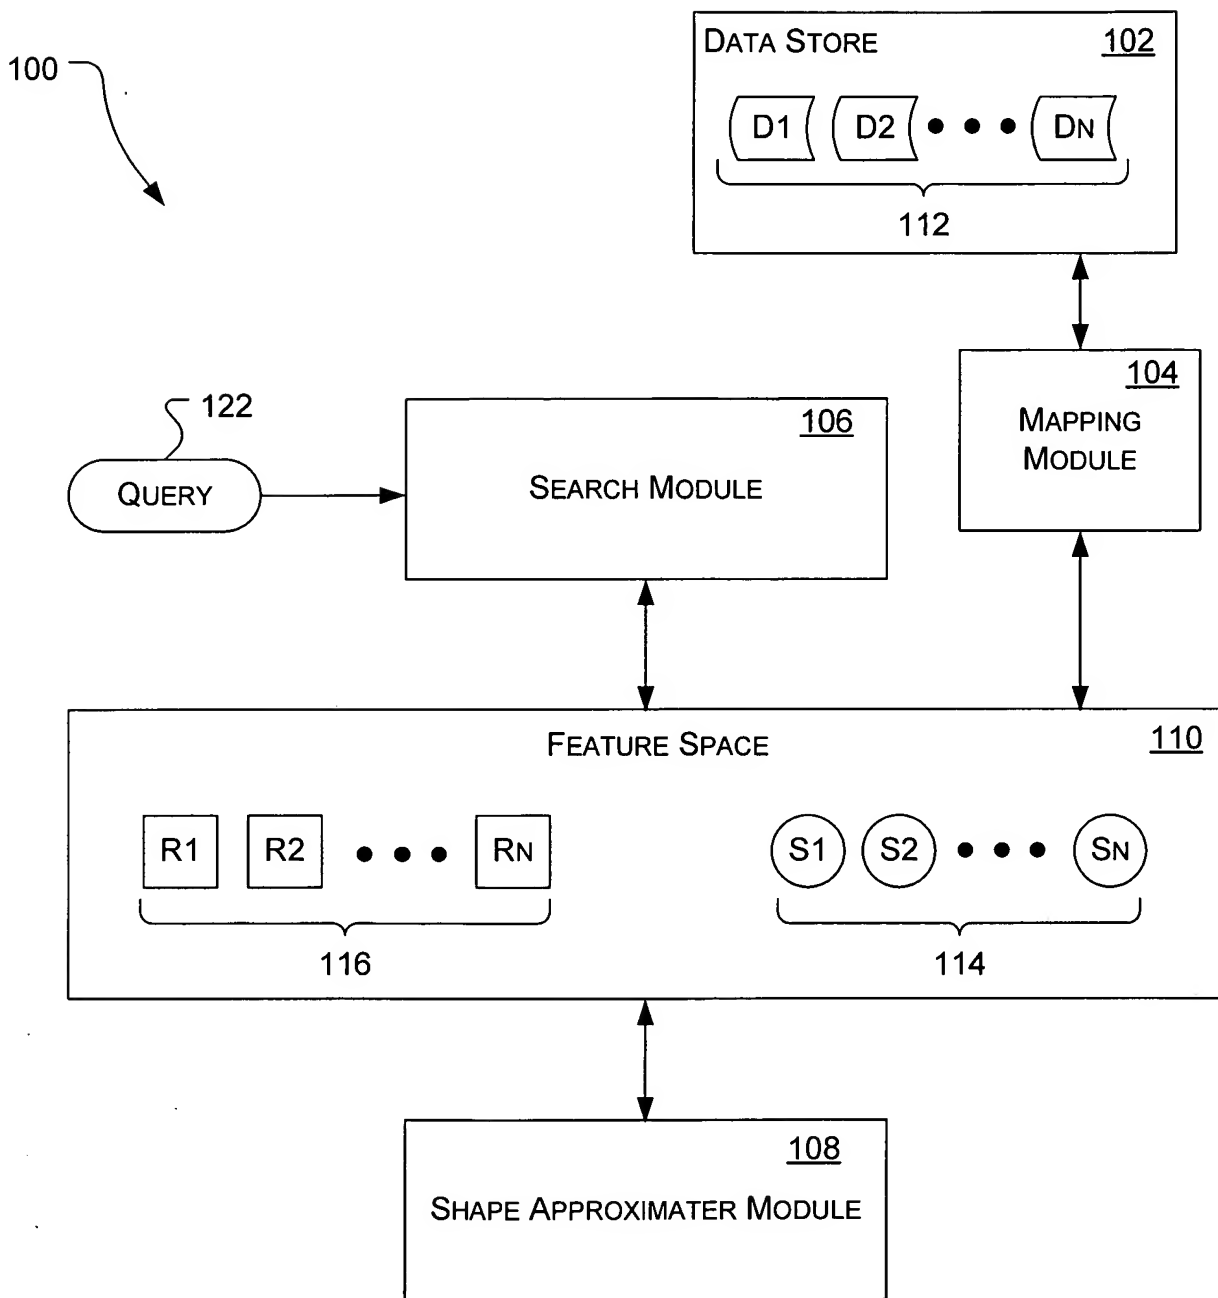 DATA STORE 102
100
D1 D2 DN
112
104
MAPPING
MODULE
122
106
SEARCH MODULE
QUERY
FEATURE SPACE 110
R1 R2 RN
S1 S2 SN
116
114
108
SHAPE APPROXIMATER MODULE